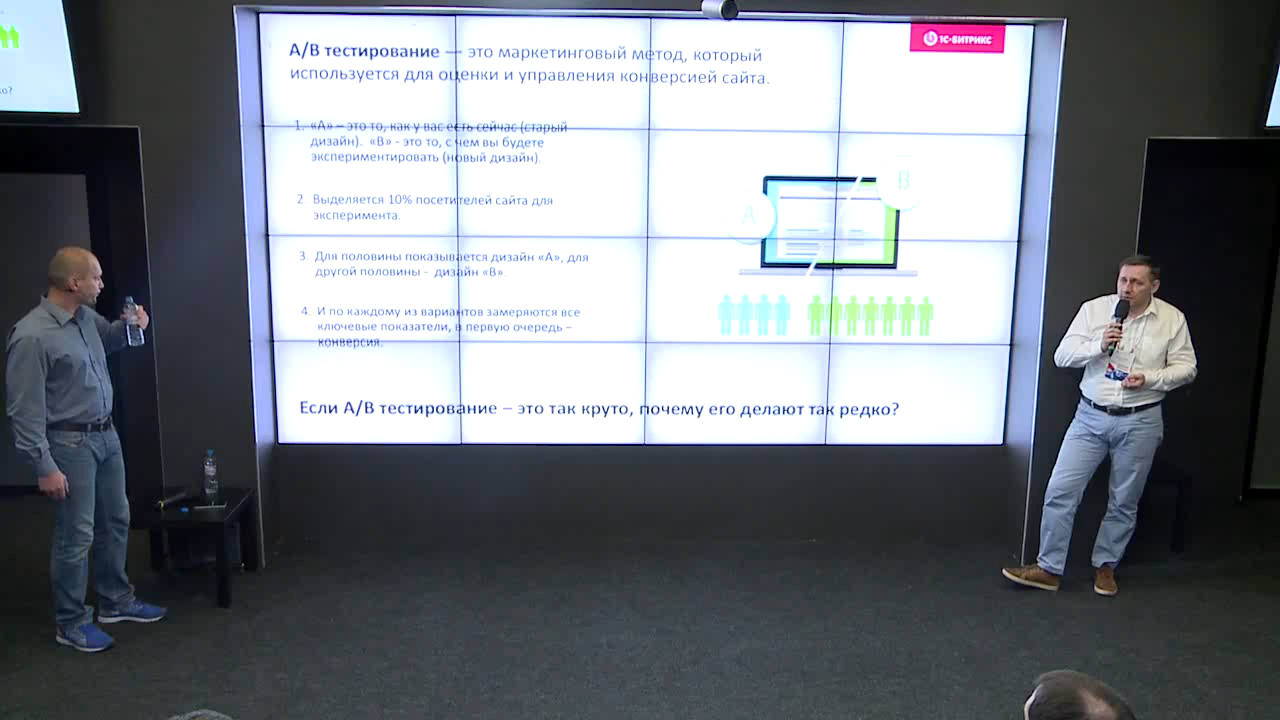 А/В тестирование — это маркетинговый метод, который
используется для оценки и управления конверсией сайта.
1С-БИТРИКС
1. «А» – это то, как у вас есть сейчас (старый
дизайн). «В» - это то, с чем вы будете
экспериментировать (новый дизайн).
2. Выделяется 10% посетителей сайта для
эксперимента.
3. Для половины показывается дизайн «А», для
другой половины - дизайн «В».
4. И по каждому из вариантов замеряются все
ключевые показатели, в первую очередь –
конверсия.
А
В
Если А/В тестирование – это так круто, почему его делают так редко?
ко?